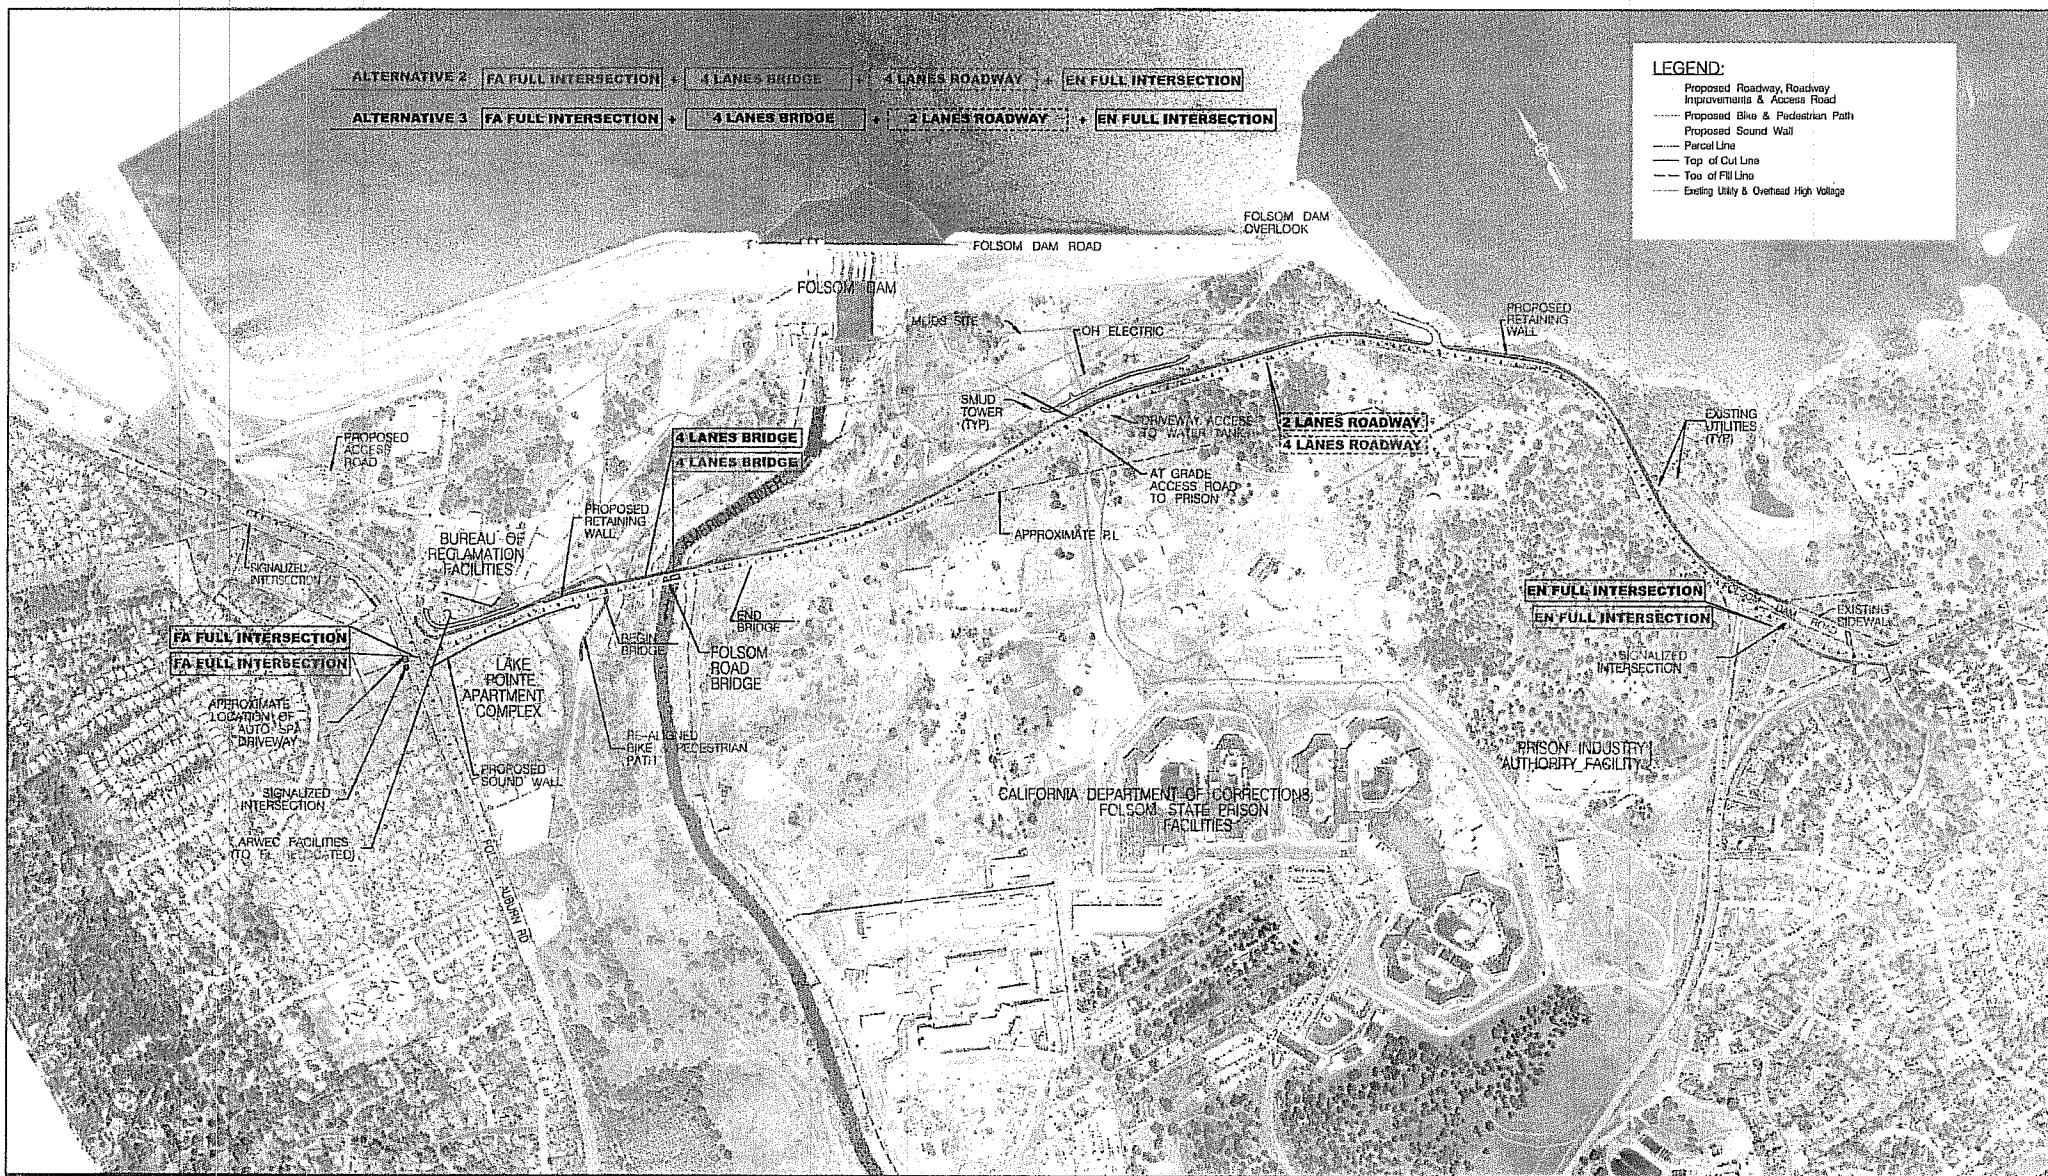 ALTERNATIVE 2 FA FULL INTERSECTION + 4 LANES BRIDGE + 4 LANES ROADWAY + EN FULL INTERSECTION
ALTERNATIVE 3 FA FULL INTERSECTION + 4 LANES BRIDGE + 2 LANES ROADWAY + EN FULL INTERSECTION
LEGEND:
Proposed Roadway, Roadway
Improvements & Access Road
Proposed Bike & Pedestrian Path
Proposed Sound Wall
Parcel Line
Top of Cut Line
Toe of Fill Line
Existing Utility & Overhead High Voltage
FOLSOM DAM
OVERLOOK
FOLSOM DAM ROAD
FOLSOM DAM
SITE
OH ELECTRIC
PROPOSED
RETAINING
WALL
SMUD
TOWER
(TYP)
DRIVEWAY ACCESS
TO WATER TANK
2 LANES ROADWAY
4 LANES ROADWAY
EXISTING
UTILITIES
(TYP)
PROPOSED
ACCESS
ROAD
4 LANES BRIDGE
4 LANES BRIDGE
AT GRADE
ACCESS ROAD
TO PRISON
AMERICAN RIVER
PROPOSED
RETAINING
WALL
APPROXIMATE
BUREAU OF
RECLAMATION
FACILITIES
SIGNALIZED
INTERSECTION
EN FULL INTERSECTION
EN FULL INTERSECTION
DAM
ROAD
EXISTING
SIDEWALK
END
BRIDGE
BEGIN
BRIDGE
FA FULL INTERSECTION
FA FULL INTERSECTION
FOLSOM
ROAD
BRIDGE
SIGNALIZED
INTERSECTION
LAKE
POINTE
APARTMENT
COMPLEX
APPROXIMATE
LOCATION OF
AUTO SPA
DRIVEWAY
RE-ALIGNED
BIKE & PEDESTRIAN
PATH
PROPOSED
SOUND WALL
SIGNALIZED
INTERSECTION
PRISON INDUSTRY
AUTHORITY FACILITY
CALIFORNIA DEPARTMENT OF CORRECTIONS
FOLSOM STATE PRISON
FACILITIES
ARWEC FACILITIES
AUBURN RD